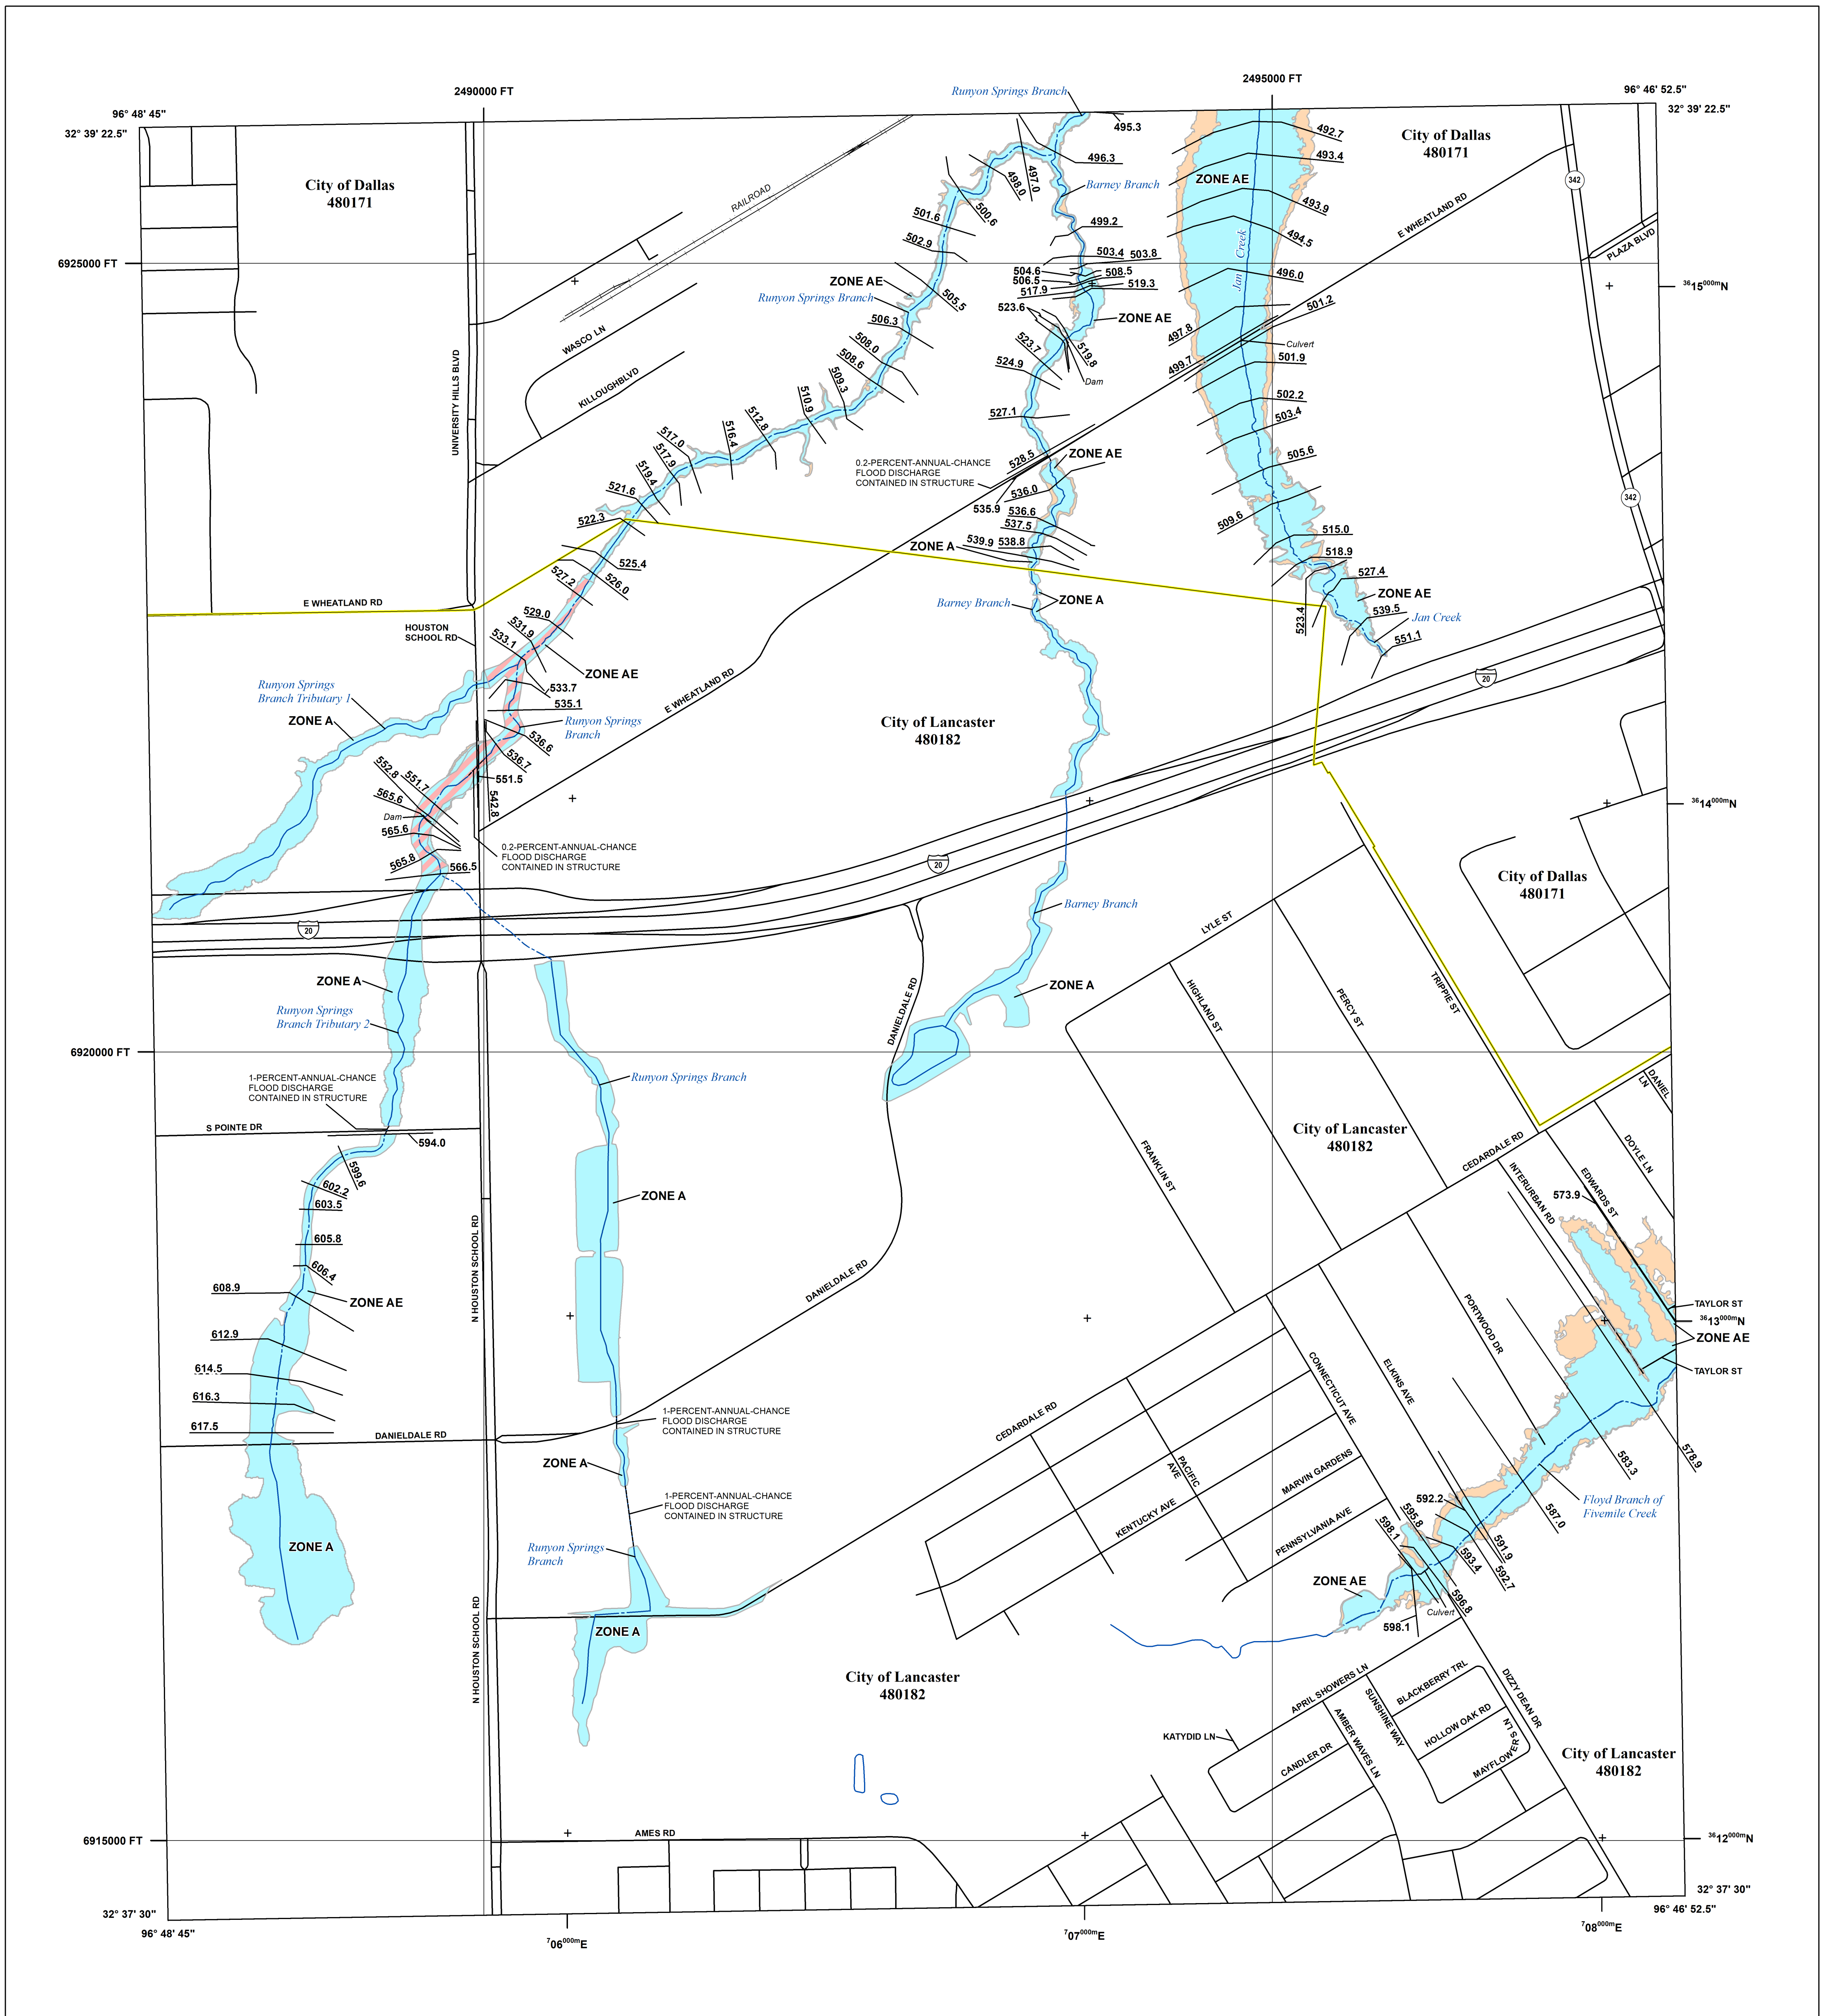 2490000 FT
2495000 FT
96° 48' 45"
32° 39' 22.5"
96° 46' 52.5"
32° 39' 22.5"
Runyon Springs Branch
495.3
City of Dallas
480171
City of Dallas
480171
RAILROAD
496.3
497.0
498.0
500.6
501.6
502.9
Barney Branch
499.2
503.4
503.8
504.6
506.5
508.5
517.9
519.3
492.7
493.4
ZONE AE
493.9
494.5
496.0
Jan Creek
E WHEATLAND RD
342
PLAZA BLVD
6925000 FT
3615000mN
ZONE AE
Runyon Springs Branch
505.5
506.3
508.0
508.6
509.3
510.9
512.8
516.4
517.0
517.9
519.4
521.6
522.3
WASCO LN
KILLOUGHBLVD
UNIVERSITY HILLS BLVD
523.6
ZONE AE
523.7
519.8
524.9
Dam
527.1
528.5
ZONE AE
0.2-PERCENT-ANNUAL-CHANCE
FLOOD DISCHARGE
CONTAINED IN STRUCTURE
536.0
535.9
536.6
537.5
538.8
539.9
ZONE A
497.8
501.2
499.7
Culvert
501.9
502.2
503.4
505.6
509.6
515.0
518.9
527.4
ZONE AE
523.4
539.5
Jan Creek
551.1
342
E WHEATLAND RD
HOUSTON
SCHOOL RD
525.4
526.0
527.2
529.0
531.9
533.1
ZONE AE
533.7
535.1
Runyon Springs
Branch
536.6
536.7
551.5
542.8
E WHEATLAND RD
Barney Branch
ZONE A
City of Lancaster
480182
20
Runyon Springs
Branch Tributary 1
ZONE A
552.8
551.7
565.6
Dam
565.6
565.8
566.5
0.2-PERCENT-ANNUAL-CHANCE
FLOOD DISCHARGE
CONTAINED IN STRUCTURE
3614000mN
20
20
City of Dallas
480171
Barney Branch
LYLE ST
ZONE A
Runyon Springs
Branch Tributary 2
ZONE A
DANIELDALE RD
HIGHLAND ST
PERCY ST
TRIPPIE ST
6920000 FT
1-PERCENT-ANNUAL-CHANCE
FLOOD DISCHARGE
CONTAINED IN STRUCTURE
Runyon Springs Branch
S POINTE DR
594.0
599.6
602.2
603.5
605.8
606.4
608.9
ZONE AE
612.9
614.5
616.3
617.5
ZONE A
N HOUSTON SCHOOL RD
DANIELDALE RD
FRANKLIN ST
City of Lancaster
480182
CEDARDALE RD
DANIEL
LN
DOYLE LN
EDWARDS ST
INTERURBAN RD
573.9
TAYLOR ST
3613000mN
ZONE AE
TAYLOR ST
PORTWOOD DR
ELKINS AVE
CONNECTICUT AVE
DANIELDALE RD
1-PERCENT-ANNUAL-CHANCE
FLOOD DISCHARGE
CONTAINED IN STRUCTURE
ZONE A
1-PERCENT-ANNUAL-CHANCE
FLOOD DISCHARGE
CONTAINED IN STRUCTURE
CEDARDALE RD
PACIFIC
AVE
MARVIN GARDENS
KENTUCKY AVE
PENNSYLVANIA AVE
578.9
583.3
587.0
Floyd Branch of
Fivemile Creek
592.2
591.9
592.7
593.4
595.8
598.1
596.8
Culvert
598.1
ZONE AE
ZONE A
Runyon Springs
Branch
ZONE A
N HOUSTON SCHOOL RD
City of Lancaster
480182
APRIL SHOWERS LN
BLACKBERRY TRL
SUNSHINE WAY
HOLLOW OAK RD
MAYFLOWERS LN
DIZZY DEAN DR
AMBER WAVES LN
CANDLER DR
KATYDID LN
City of Lancaster
480182
AMES RD
6915000 FT
3612000mN
32° 37' 30"
96° 48' 45"
706000mE
707000mE
708000mE
32° 37' 30"
96° 46' 52.5"